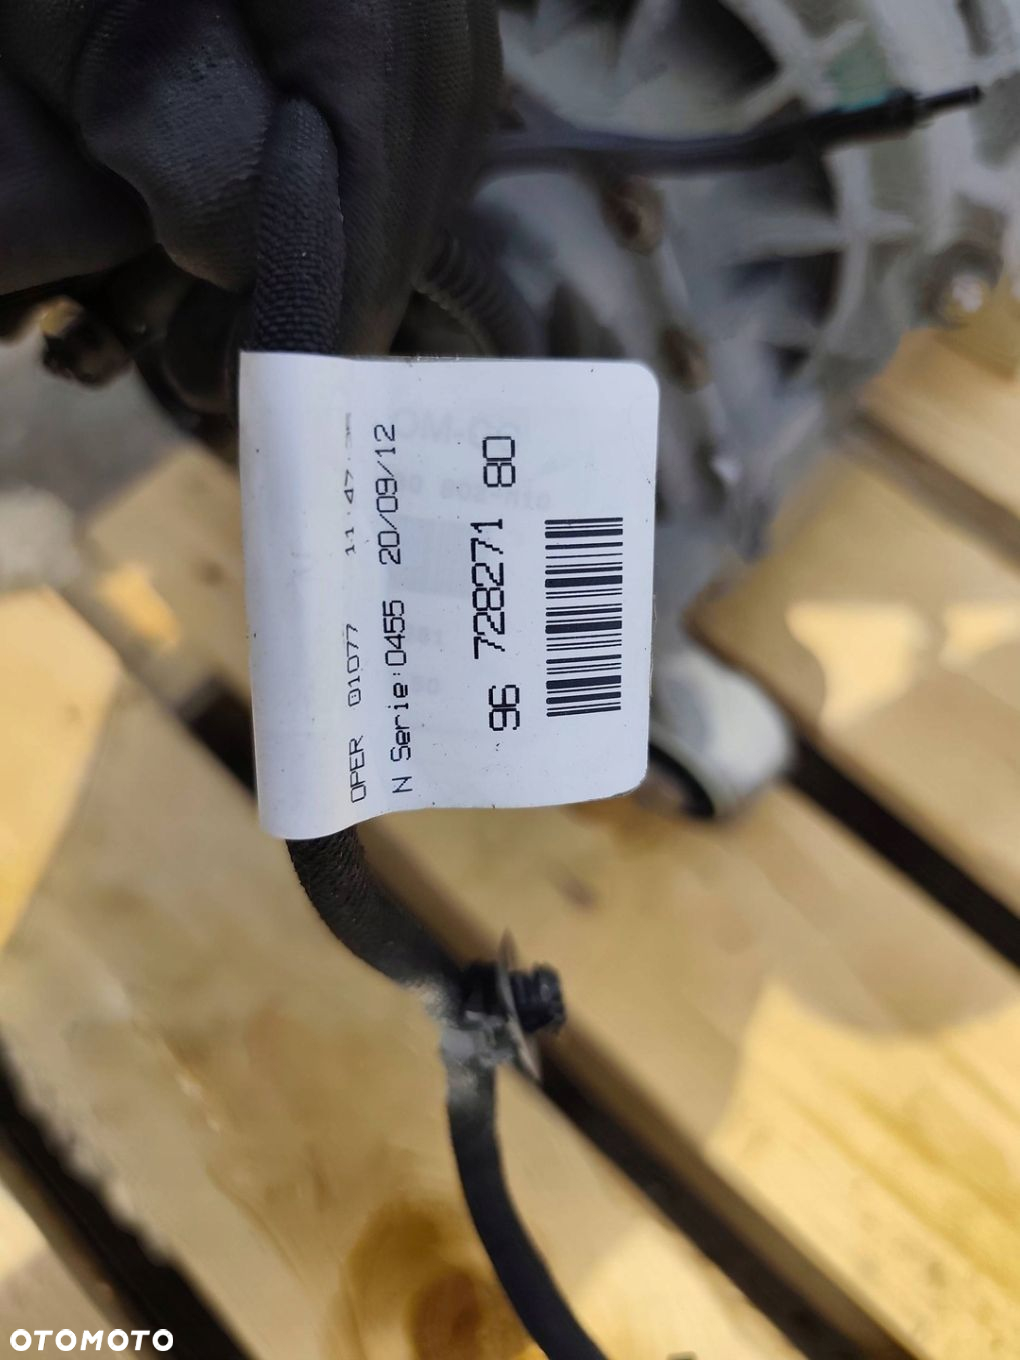 OPER 01077 11:47
N Serie:0455 20/09/12
96 728271 80
OTOMOTO